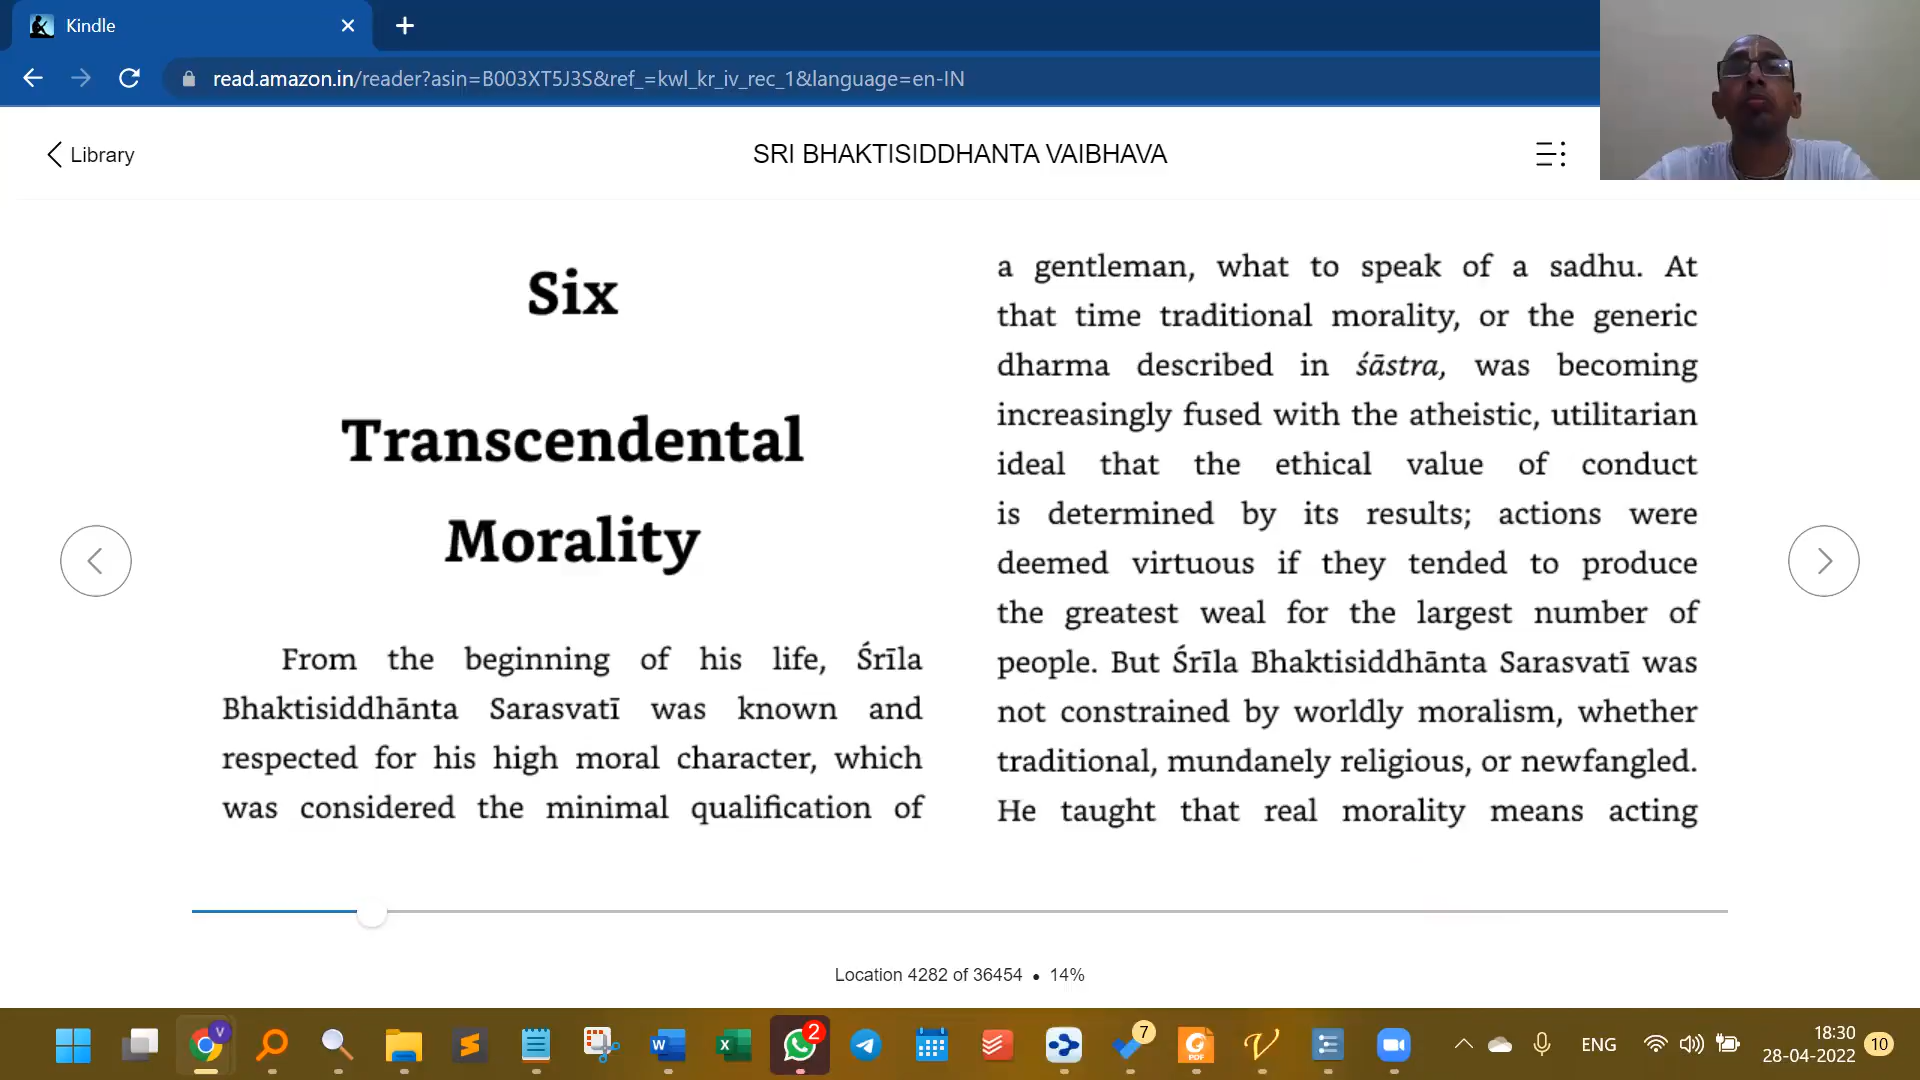 Kindle
read.amazon.in/reader?asin=B003XT5J3S&ref_=kwl_kr_iv_rec_1&language=en-IN
Library
SRI BHAKTISIDDHANTA VAIBHAVA
Six
Transcendental
Morality
From the beginning of his life, Śrīla
Bhaktisiddhānta Sarasvatī was known and
respected for his high moral character, which
was considered the minimal qualification of
a gentleman, what to speak of a sadhu. At
that time traditional morality, or the generic
dharma described in śāstra, was becoming
increasingly fused with the atheistic, utilitarian
ideal that the ethical value of conduct
is determined by its results; actions were
deemed virtuous if they tended to produce
the greatest weal for the largest number of
people. But Śrīla Bhaktisiddhānta Sarasvatī was
not constrained by worldly moralism, whether
traditional, mundanely religious, or newfangled.
He taught that real morality means acting
Location 4282 of 36454 • 14%
V
W
X
2
7
PDF
V
ENG
18:30
28-04-2022
10